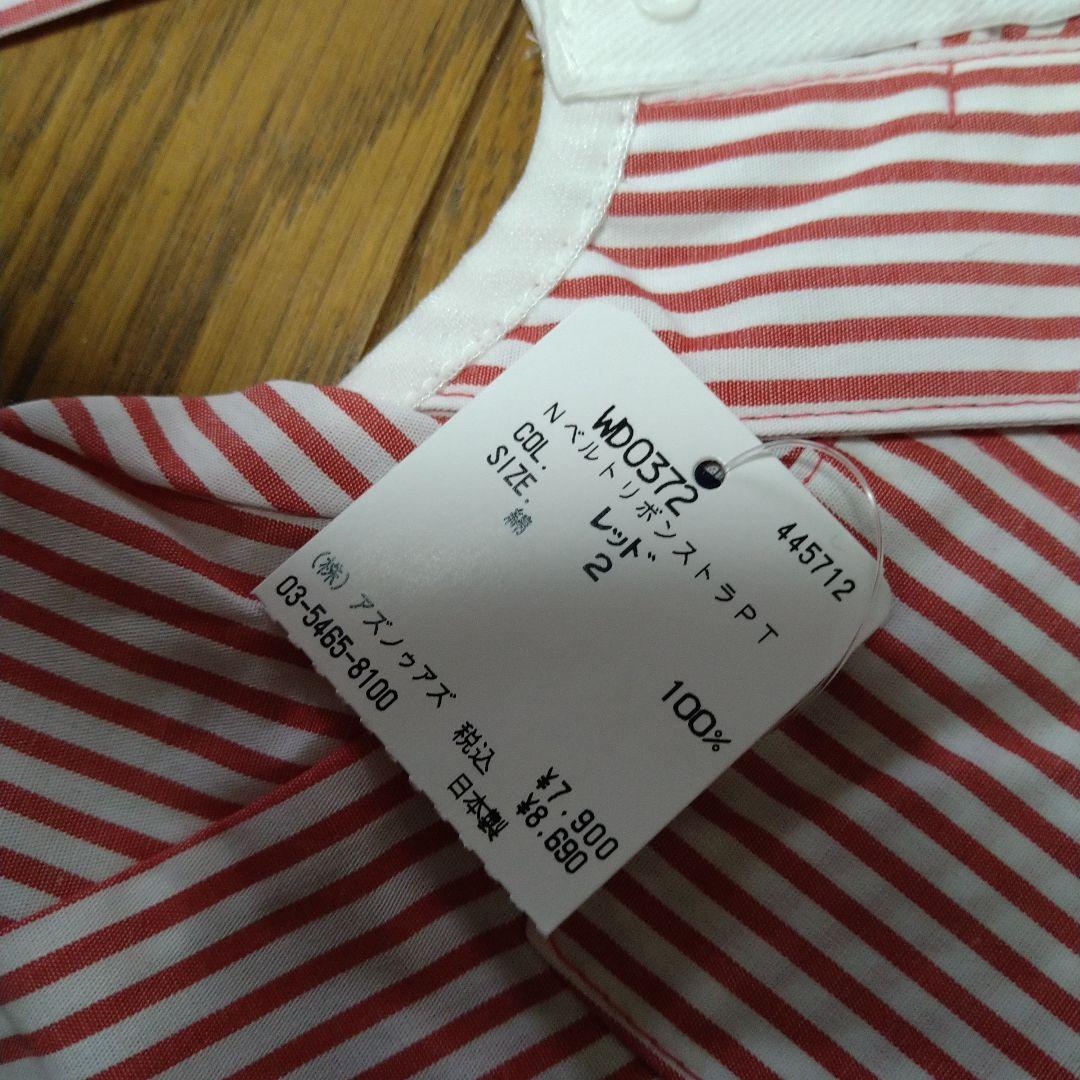 WD0372 445712
NベルトリボンストラPT
COL. レッド
SIZE. 2
綿 100%
(株)アズノゥアズ
03-5465-8100
¥7,900
税込 ¥8,690
日本製